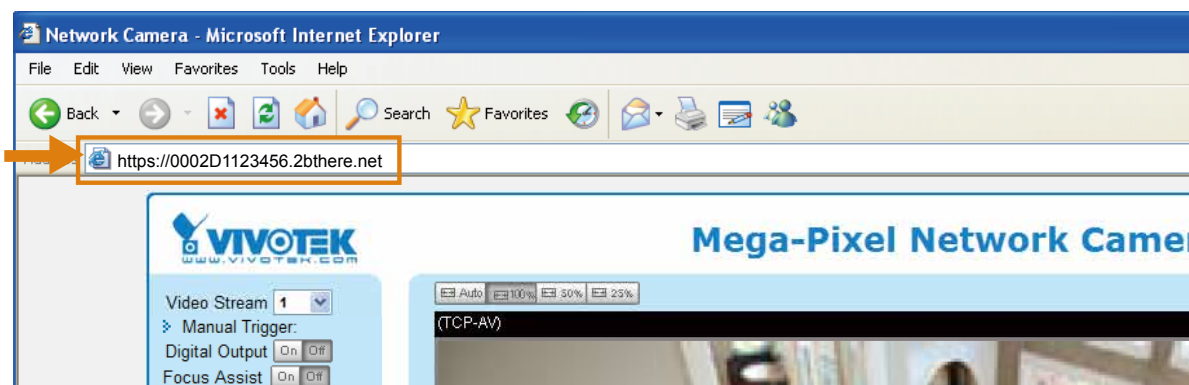 Network Camera - Microsoft Internet Explorer
File Edit View Favorites Tools Help
Back Search Favorites
https://0002D1123456.2bthere.net
VIVOTEK
www.vivotek.com
Mega-Pixel Network Came
Auto 100% 50% 25%
Video Stream 1
(TCP-AV)
Manual Trigger:
Digital Output On Off
Focus Assist On Off